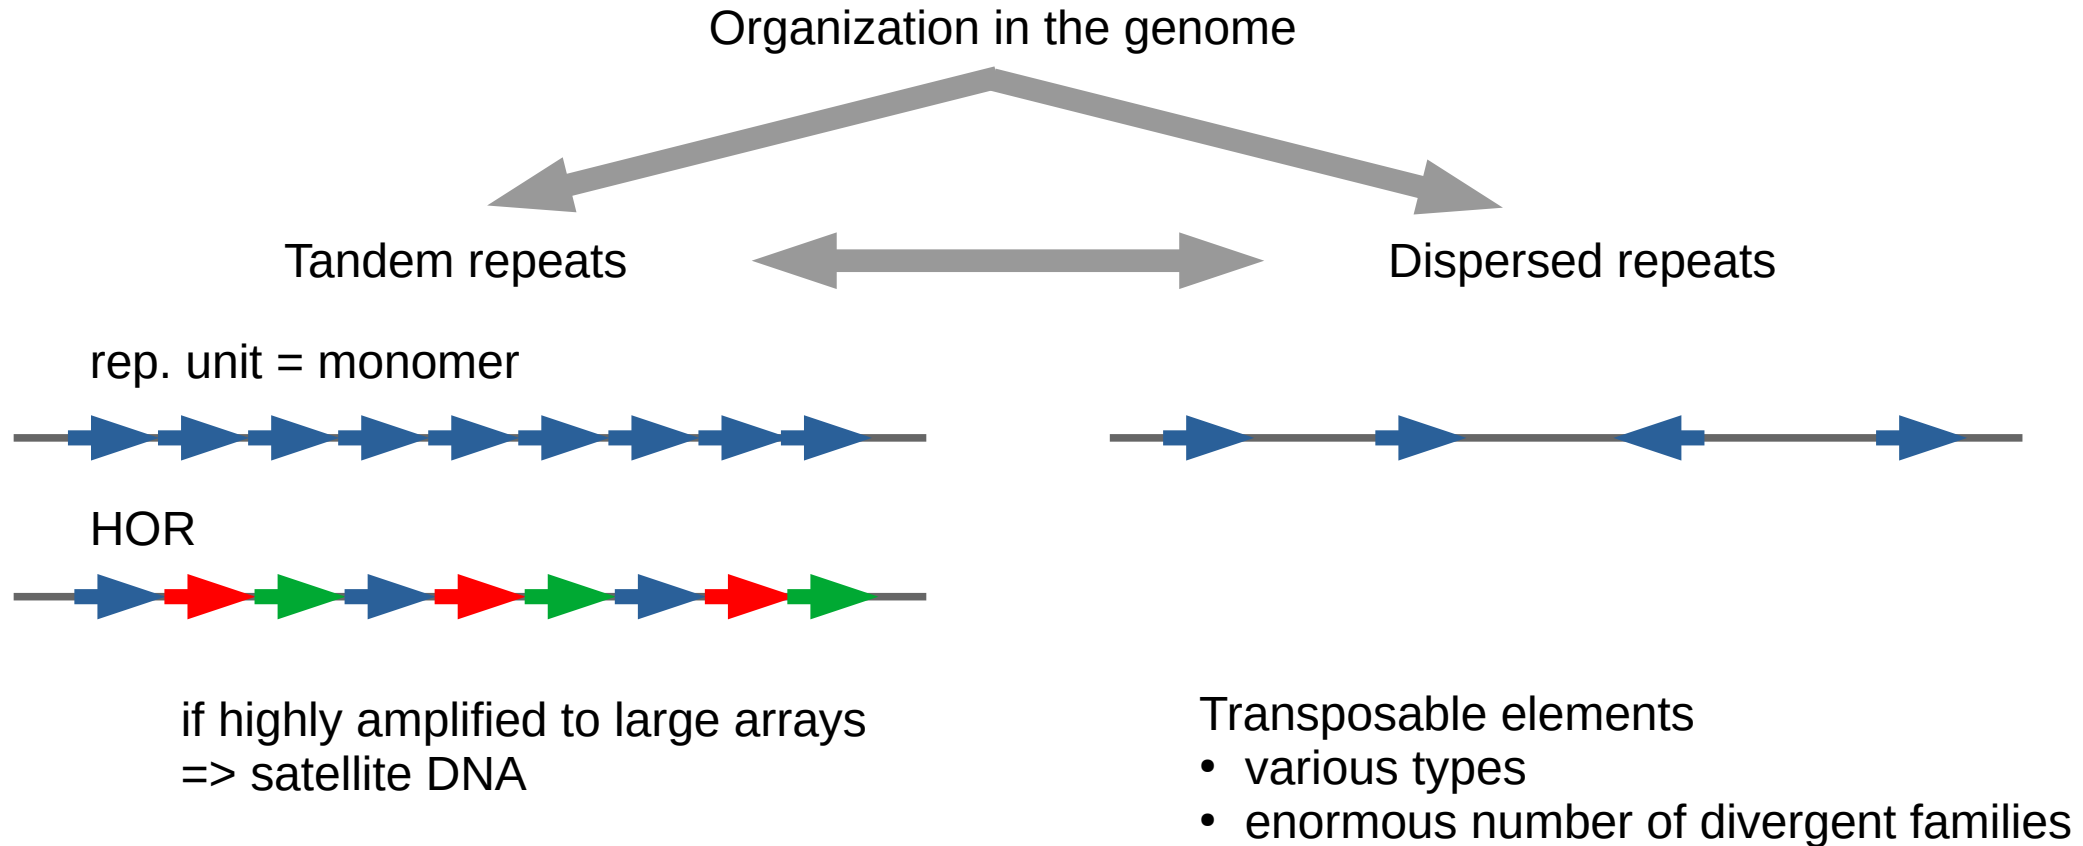 Organization in the genome
Tandem repeats
Dispersed repeats
rep. unit = monomer
HOR
if highly amplified to large arrays
=> satellite DNA
Transposable elements
• various types
• enormous number of divergent families